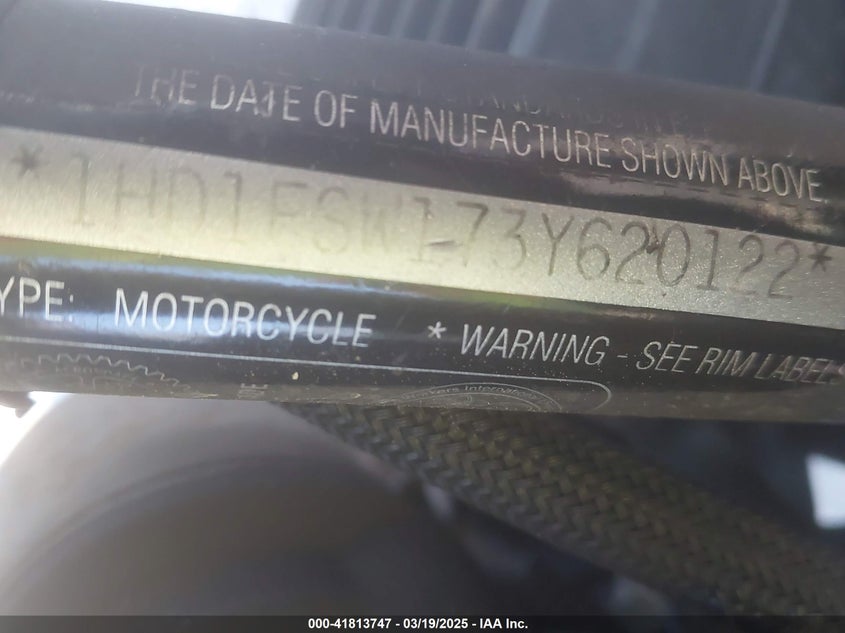 THE DATE OF MANUFACTURE SHOWN ABOVE.
*1HD1FSW173Y620122*
YPE: MOTORCYCLE * WARNING - SEE RIM LABELS
000-41813747 - 03/19/2025 - IAA Inc.